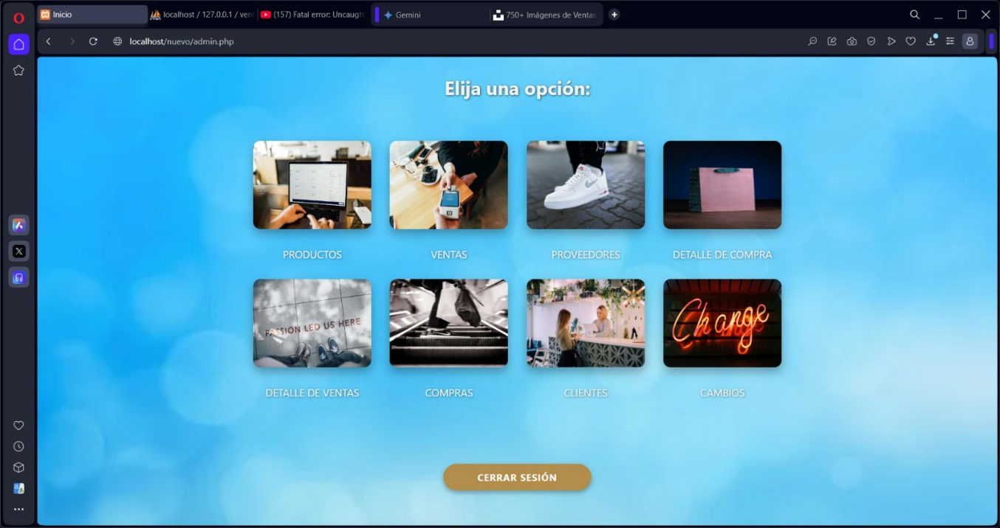 Inicio
localhost / 127.0.0.1 / ven
(157) Fatal error: Uncaugh
Gemini
750+ Imágenes de Ventas
localhost/nuevo/admin.php
Elija una opción:
PRODUCTOS
VENTAS
PROVEEDORES
DETALLE DE COMPRA
PASSION LED US HERE
Change
DETALLE DE VENTAS
COMPRAS
CLIENTES
CAMBIOS
CERRAR SESIÓN